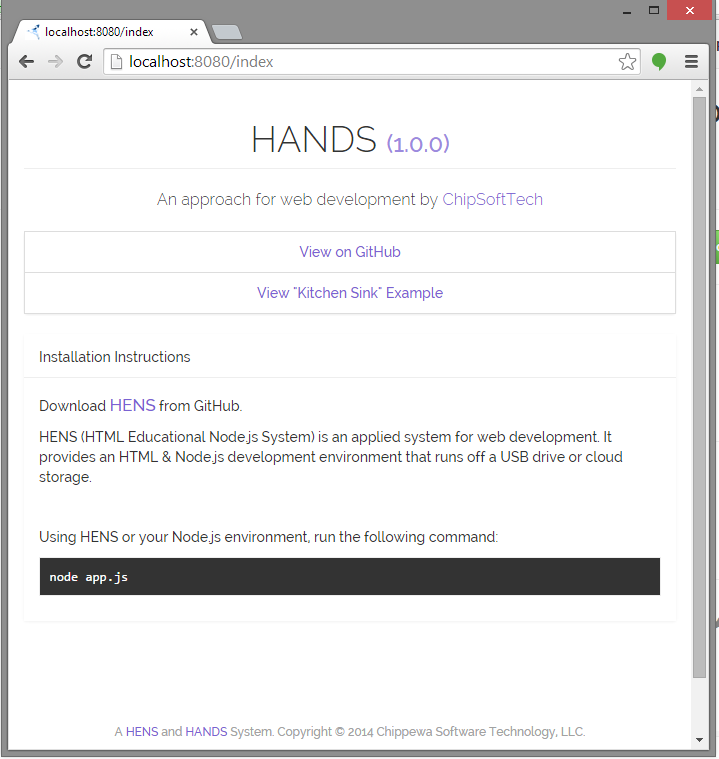 localhost:8080/index
localhost:8080/index
HANDS (1.0.0)
An approach for web development by ChipSoftTech
View on GitHub
View "Kitchen Sink" Example
Installation Instructions
Download HENS from GitHub.
HENS (HTML Educational Node.js System) is an applied system for web development. It
provides an HTML & Node.js development environment that runs off a USB drive or cloud
storage.
Using HENS or your Node.js environment, run the following command:
node app.js
A HENS and HANDS System. Copyright © 2014 Chippewa Software Technology, LLC.